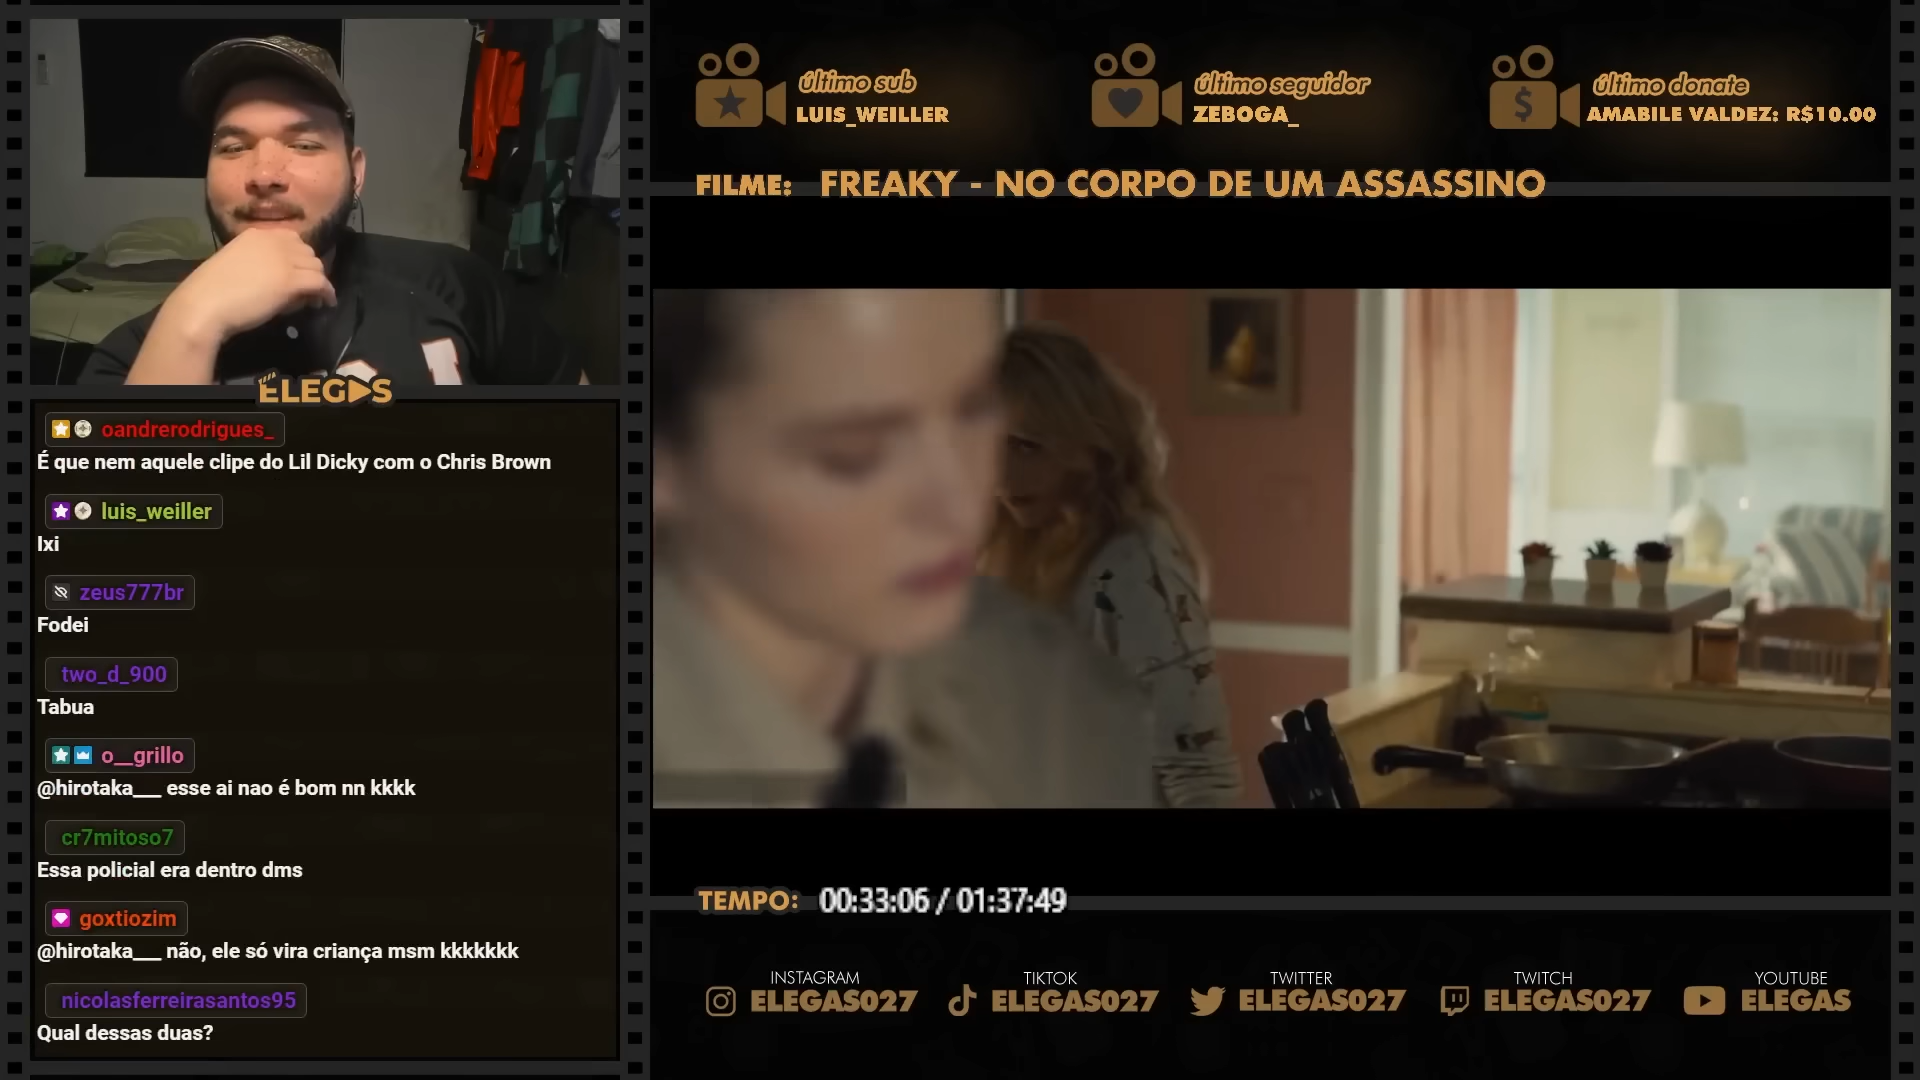 último sub
LUIS_WEILLER
último seguidor
ZEBOGA_
último donate
AMABILE VALDEZ: R$10.00
FILME: FREAKY - NO CORPO DE UM ASSASSINO
ELEGAS
oandrerodrigues_
É que nem aquele clipe do Lil Dicky com o Chris Brown
luis_weiller
Ixi
zeus777br
Fodei
two_d_900
Tabua
o__grillo
@hirotaka___ esse ai nao é bom nn kkkk
cr7mitoso7
Essa policial era dentro dms
goxtiozim
@hirotaka___ não, ele só vira criança msm kkkkkkk
nicolasferreirasantos95
Qual dessas duas?
TEMPO: 00:33:06 / 01:37:49
INSTAGRAM
ELEGAS027
TIKTOK
ELEGAS027
TWITTER
ELEGAS027
TWITCH
ELEGAS027
YOUTUBE
ELEGAS